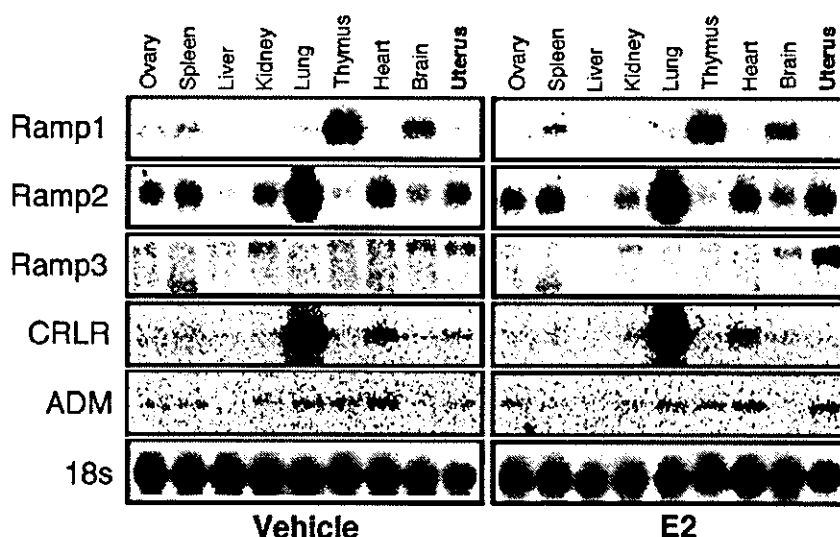 Ovary Spleen Liver Kidney Lung Thymus Heart Brain Uterus Ovary Spleen Liver Kidney Lung Thymus Heart Brain Uterus
Ramp1
Ramp2
Ramp3
CRLR
ADM
18s
Vehicle E2